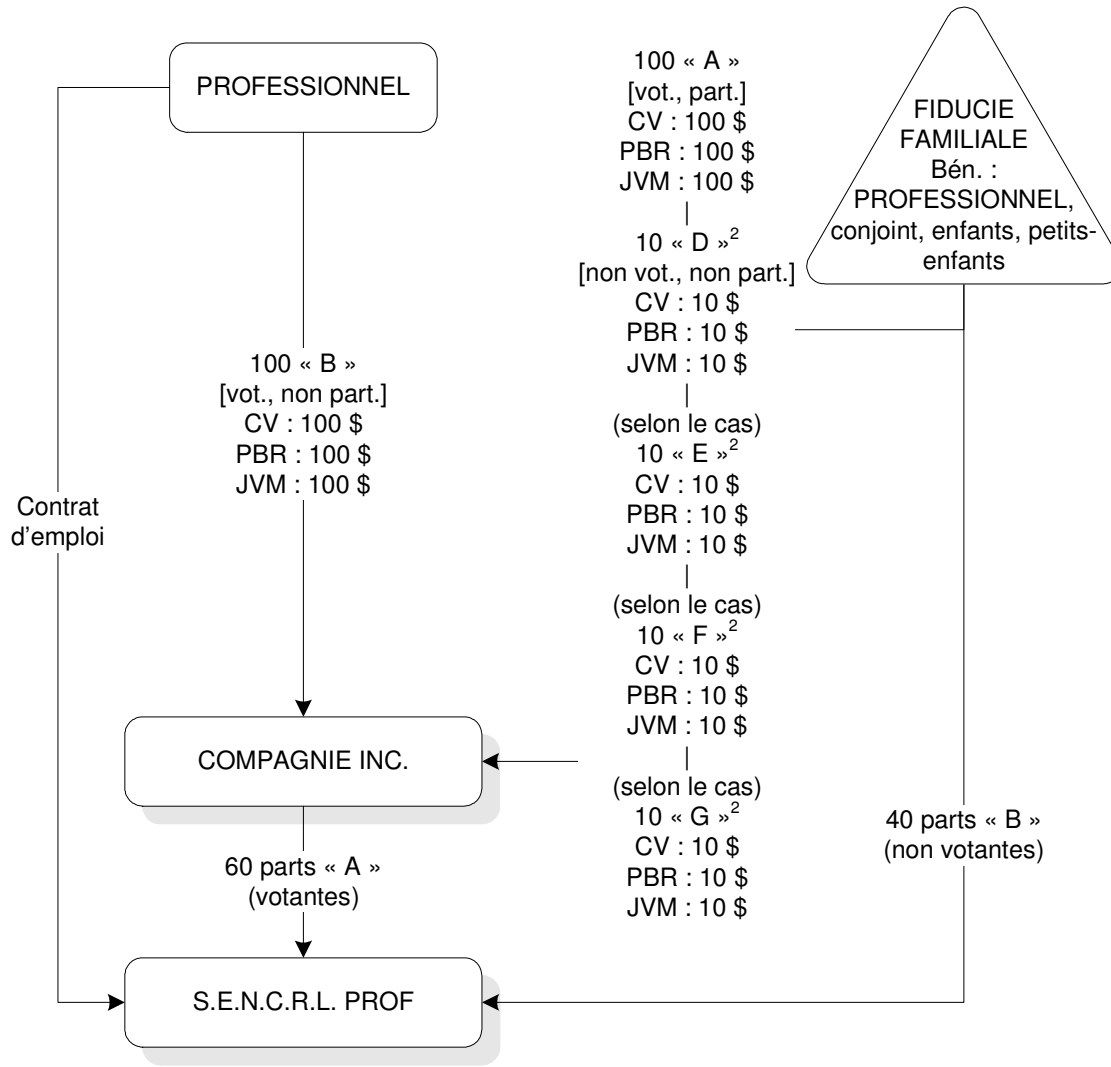 PROFESSIONNEL
100 « A »
[vot., part.]
CV : 100 $
PBR : 100 $
JVM : 100 $
|
10 « D »²
[non vot., non part.]
CV : 10 $
PBR : 10 $
JVM : 10 $
|
(selon le cas)
10 « E »²
CV : 10 $
PBR : 10 $
JVM : 10 $
|
(selon le cas)
10 « F »²
CV : 10 $
PBR : 10 $
JVM : 10 $
|
(selon le cas)
10 « G »²
CV : 10 $
PBR : 10 $
JVM : 10 $
FIDUCIE
FAMILIALE
Bén. :
PROFESSIONNEL,
conjoint, enfants, petits-
enfants
100 « B »
[vot., non part.]
CV : 100 $
PBR : 100 $
JVM : 100 $
Contrat
d'emploi
COMPAGNIE INC.
60 parts « A »
(votantes)
40 parts « B »
(non votantes)
S.E.N.C.R.L. PROF